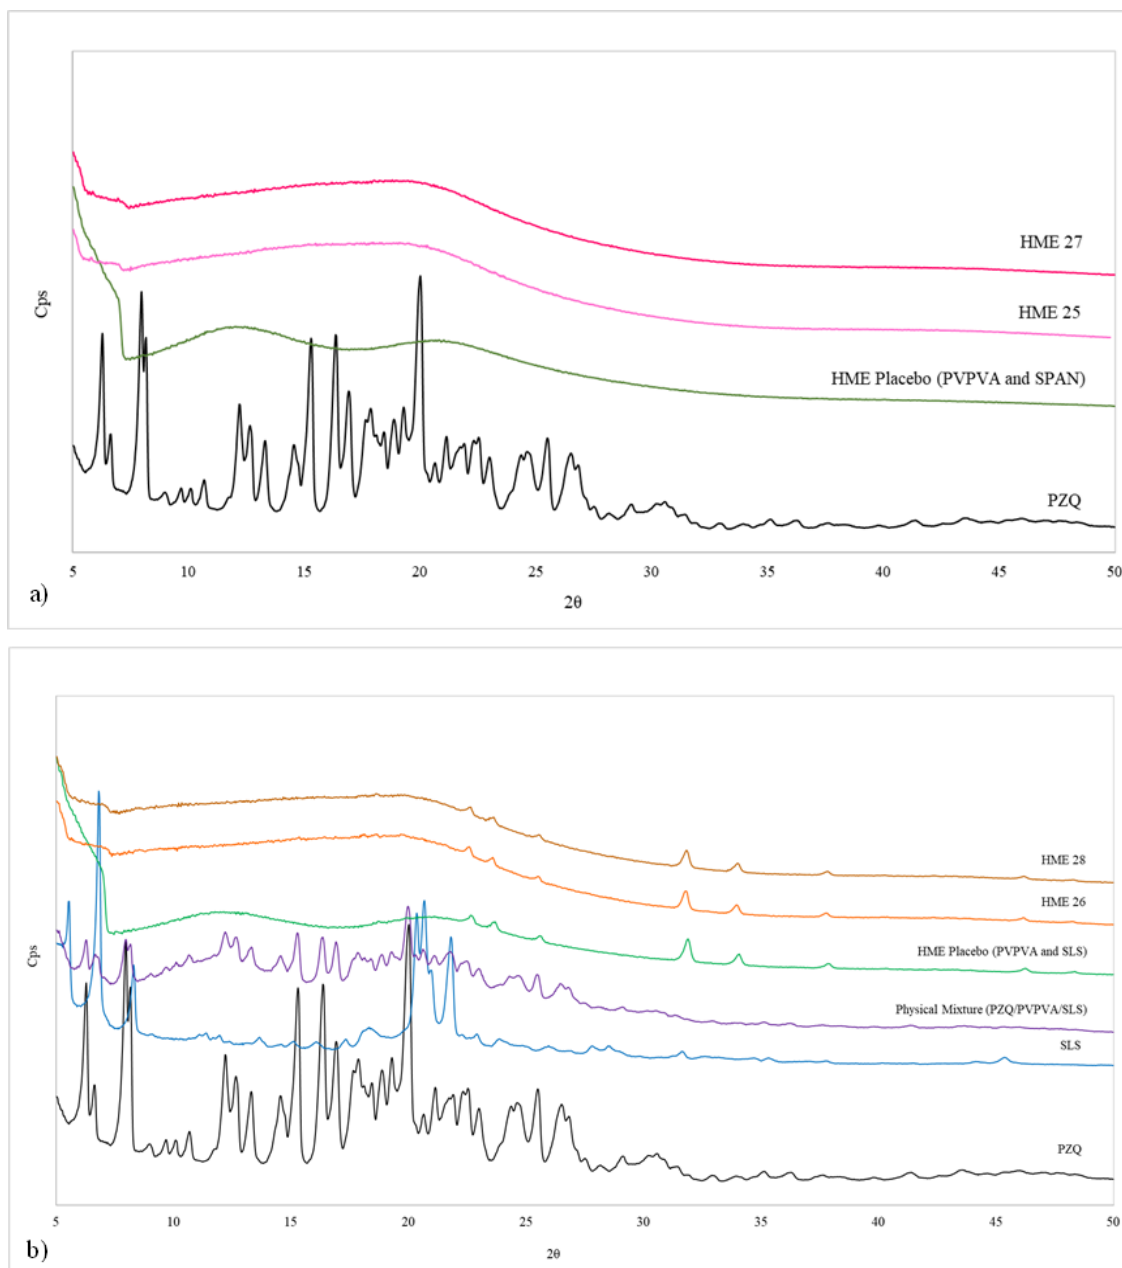 Cps
HME 27
HME 25
HME Placebo (PVPVA and SPAN)
PZQ
5 10 15 20 25 30 35 40 45 50
a)
2θ
Cps
HME 28
HME 26
HME Placebo (PVPVA and SLS)
Physical Mixture (PZQ/PVPVA/SLS)
SLS
PZQ
5 10 15 20 25 30 35 40 45 50
b)
2θ